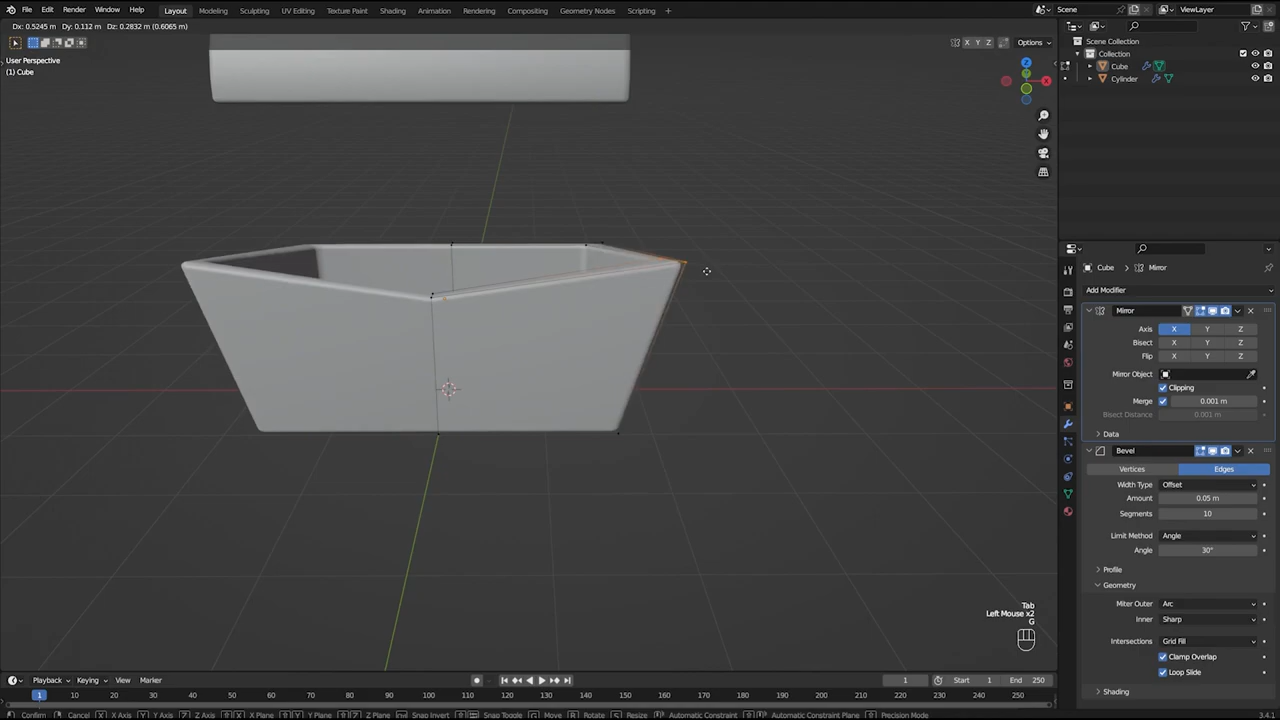 File Edit Render Window Help Layout Modeling Sculpting UV Editing Texture Paint Shading Animation Rendering Compositing Geometry Nodes Scripting Scene ViewLayer
Dx: 0.5245 m Dy: 0.112 m Dz: 0.2832 m (0.6065 m)
X Y Z Options
User Perspective
(1) Cube
Z
Y
X
Scene Collection
Collection
Cube
Cylinder
Cube Mirror
Add Modifier
Mirror
Axis X Y Z
Bisect X Y Z
Flip X Y Z
Mirror Object
Clipping
Merge 0.001 m
Bisect Distance 0.001 m
Data
Bevel
Vertices Edges
Width Type Offset
Amount 0.05 m
Segments 10
Limit Method Angle
Angle 30°
Profile
Geometry
Miter Outer Arc
Inner Sharp
Intersections Grid Fill
Clamp Overlap
Loop Slide
Shading
Tab
Left Mouse x2
G
Playback Keying View Marker 1 Start 1 End 250
1 10 20 30 40 50 60 70 80 90 100 110 120 130 140 150 160 170 180 190 200 210 220 230 240 250
Confirm Cancel X X Axis Y Y Axis Z Z Axis X X Plane Y Y Plane Z Z Plane Snap Invert Snap Toggle G Move R Rotate S Resize Automatic Constraint Automatic Constraint Plane Precision Mode
3.4.1